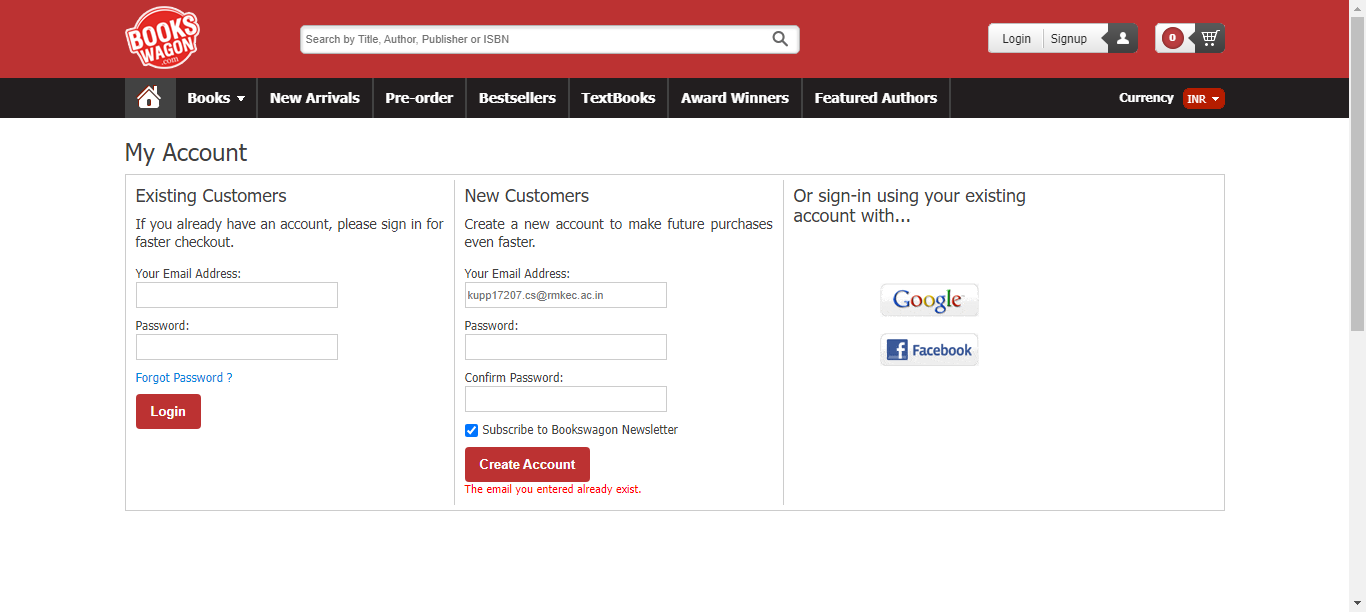 BOOKS
WAGON
.com
Search by Title, Author, Publisher or ISBN
Login
Signup
0
Books
New Arrivals
Pre-order
Bestsellers
TextBooks
Award Winners
Featured Authors
Currency
INR
My Account
Existing Customers
If you already have an account, please sign in for
faster checkout.
Your Email Address:
Password:
Forgot Password ?
Login
New Customers
Create a new account to make future purchases
even faster.
Your Email Address:
kupp17207.cs@rmkec.ac.in
Password:
Confirm Password:
Subscribe to Bookswagon Newsletter
Create Account
The email you entered already exist.
Or sign-in using your existing
account with...
Google
f Facebook